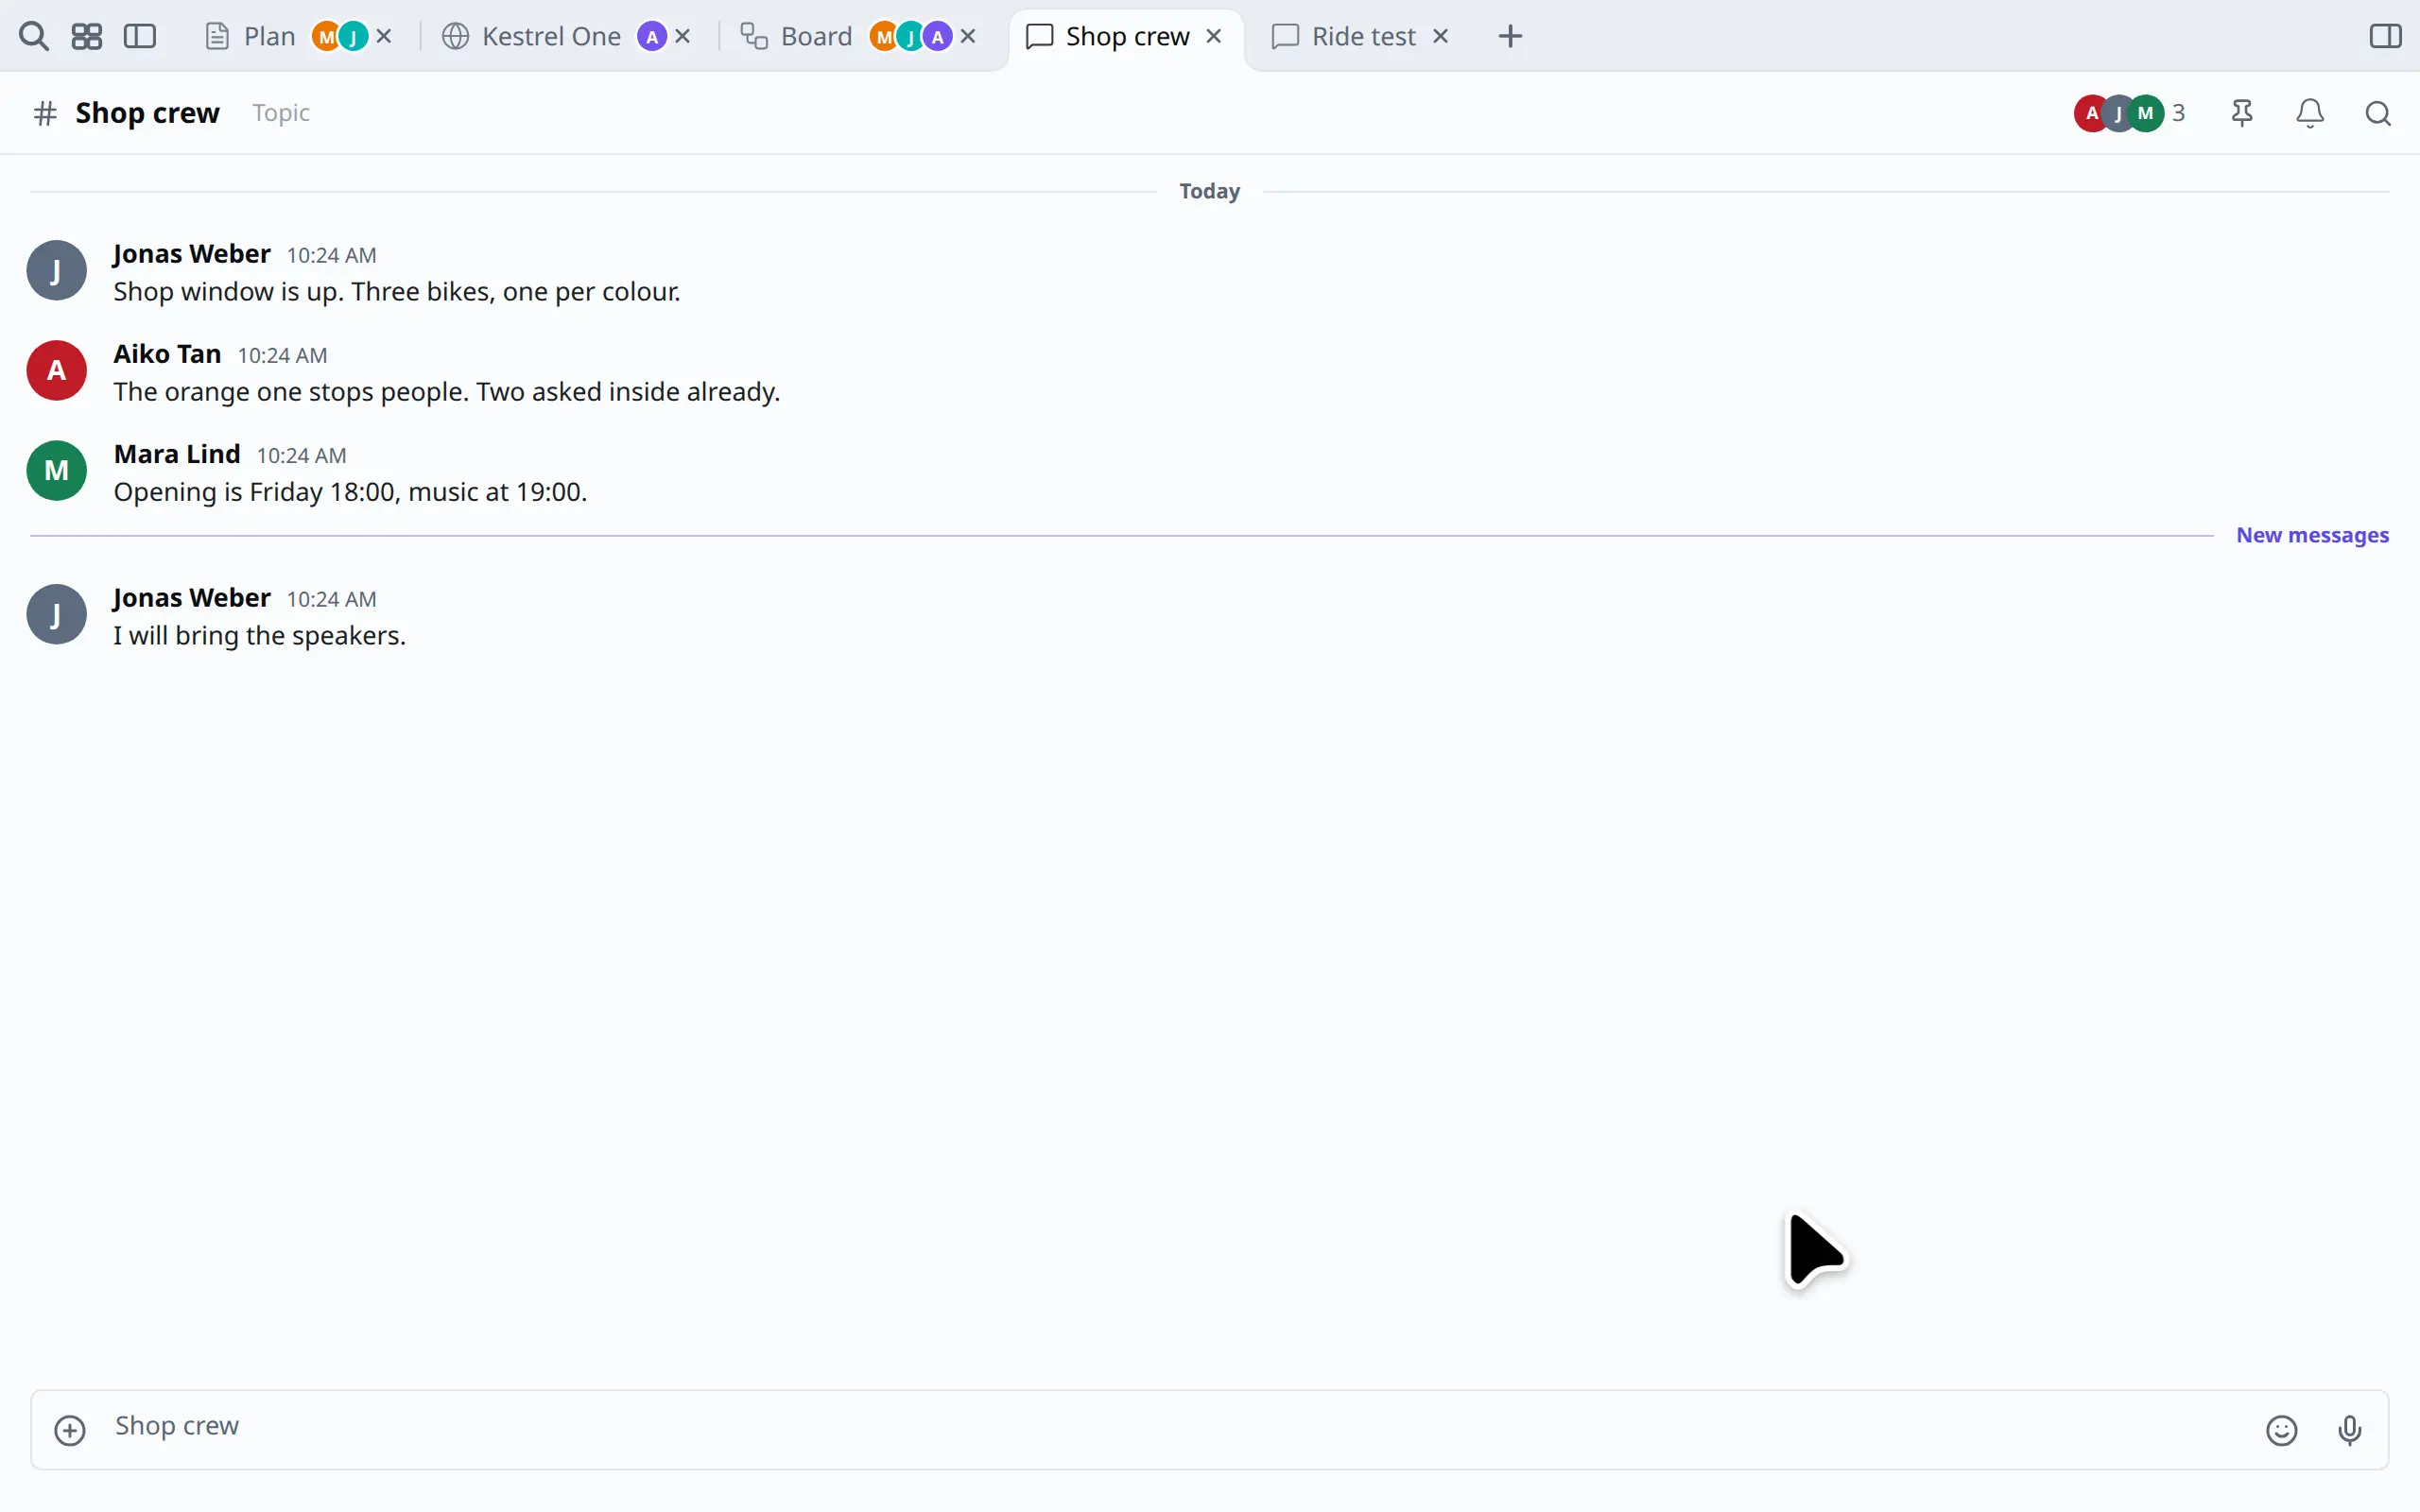 Plan M J
Kestrel One A
Board M J A
Shop crew
Ride test
# Shop crew Topic
A J M 3
Today
J
Jonas Weber 10:24 AM
Shop window is up. Three bikes, one per colour.
A
Aiko Tan 10:24 AM
The orange one stops people. Two asked inside already.
M
Mara Lind 10:24 AM
Opening is Friday 18:00, music at 19:00.
New messages
J
Jonas Weber 10:24 AM
I will bring the speakers.
Shop crew